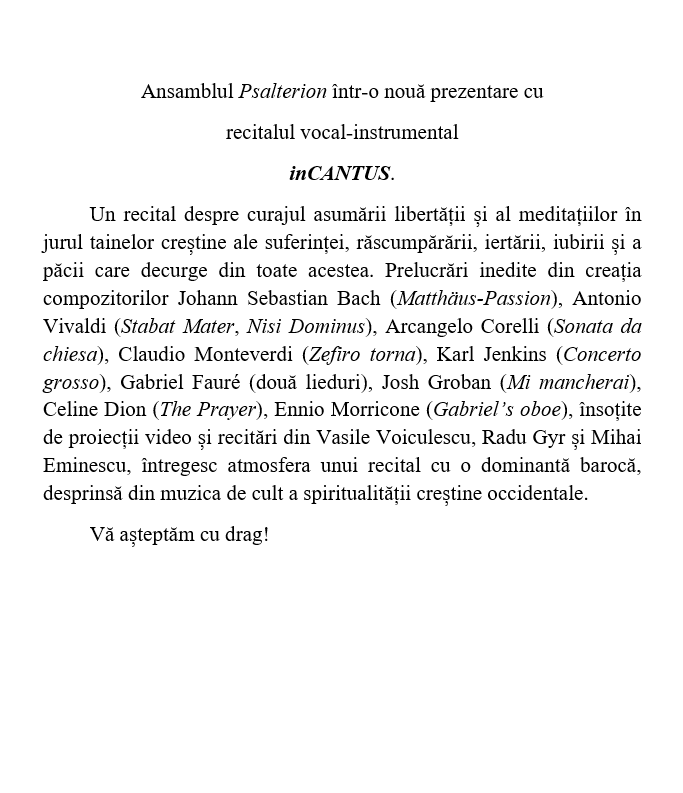 Ansamblul Psalterion într-o nouă prezentare cu
recitalul vocal-instrumental
inCANTUS.
Un recital despre curajul asumării libertății și al meditațiilor în
jurul tainelor creștine ale suferinței, răscumpărării, iertării, iubirii și a
păcii care decurge din toate acestea. Prelucrări inedite din creația
compozitorilor Johann Sebastian Bach (Matthäus-Passion), Antonio
Vivaldi (Stabat Mater, Nisi Dominus), Arcangelo Corelli (Sonata da
chiesa), Claudio Monteverdi (Zefiro torna), Karl Jenkins (Concerto
grosso), Gabriel Fauré (două lieduri), Josh Groban (Mi mancherai),
Celine Dion (The Prayer), Ennio Morricone (Gabriel’s oboe), însoțite
de proiecții video și recitări din Vasile Voiculescu, Radu Gyr și Mihai
Eminescu, întregesc atmosfera unui recital cu o dominantă barocă,
desprinsă din muzica de cult a spiritualității creștine occidentale.
Vă așteptăm cu drag!